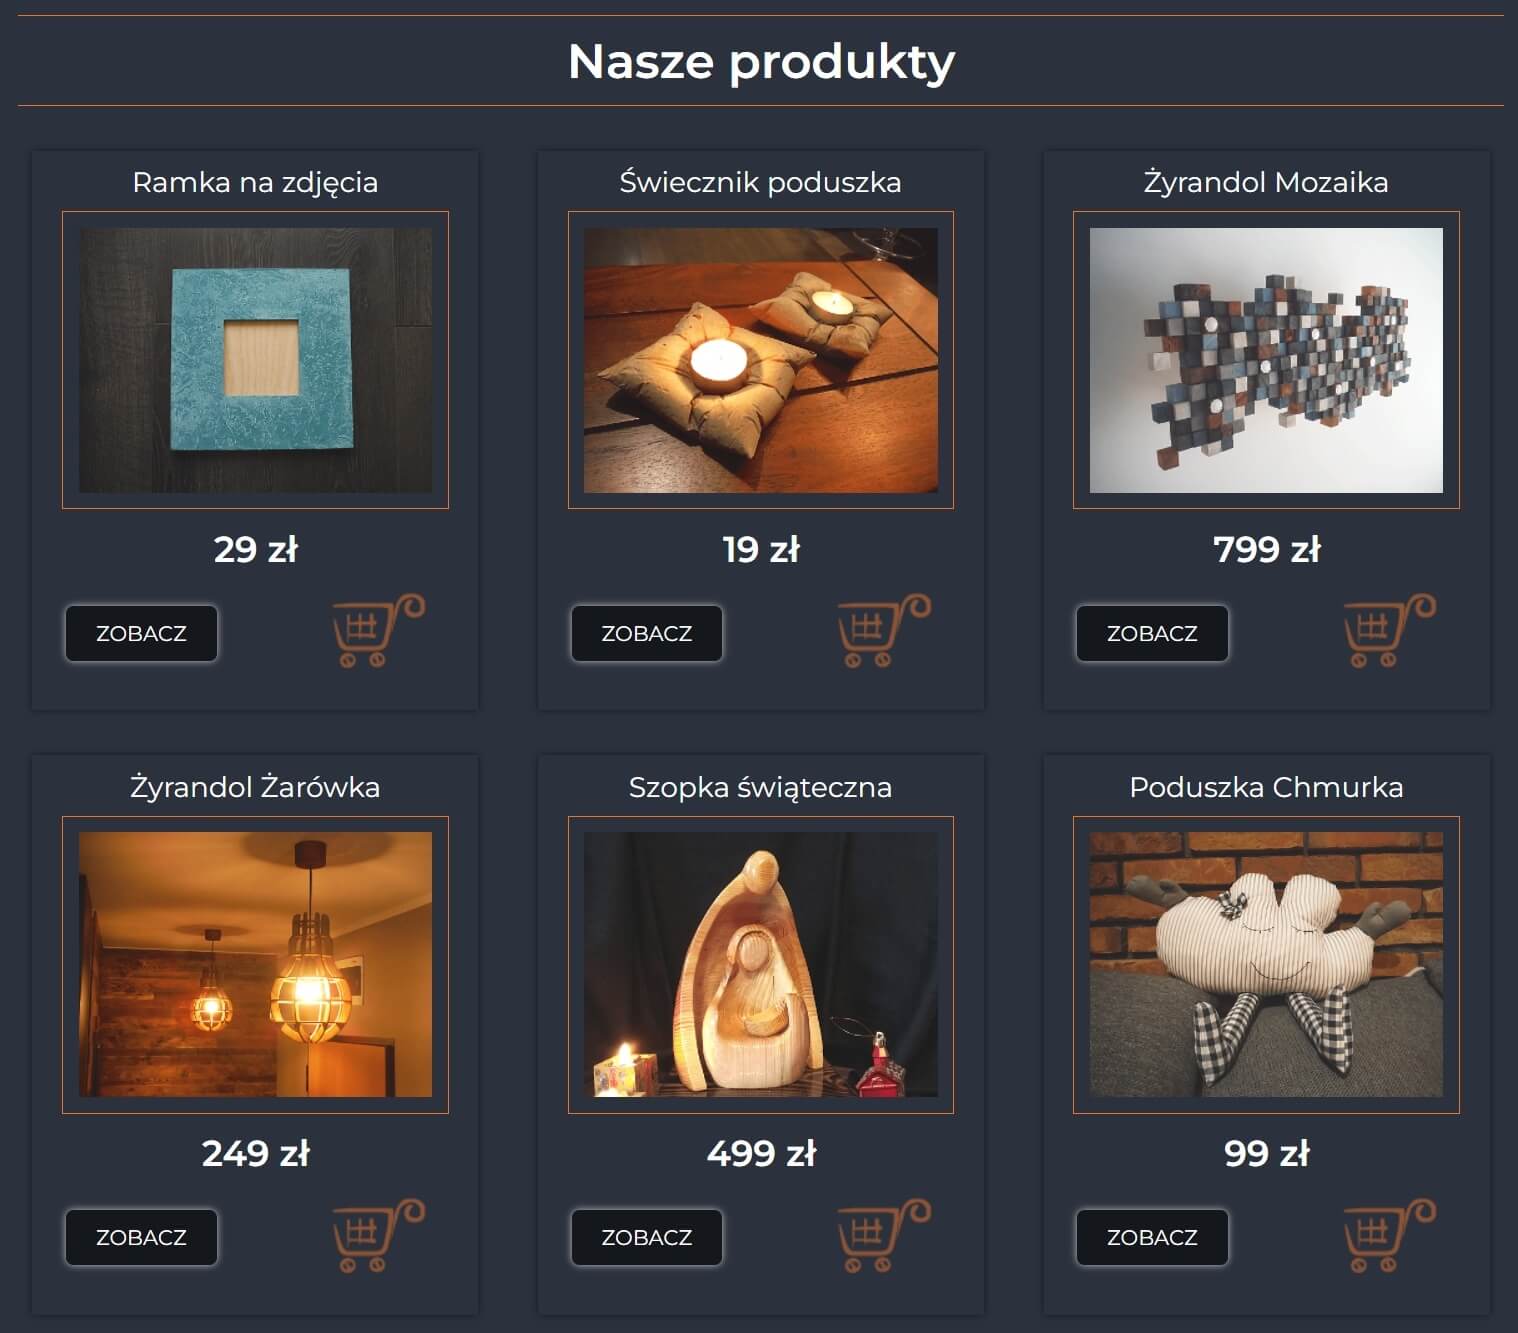 Nasze produkty
Ramka na zdjęcia
29 zł
ZOBACZ
Świecznik poduszka
19 zł
ZOBACZ
Żyrandol Mozaika
799 zł
ZOBACZ
Żyrandol Żarówka
249 zł
ZOBACZ
Szopka świąteczna
499 zł
ZOBACZ
Poduszka Chmurka
99 zł
ZOBACZ